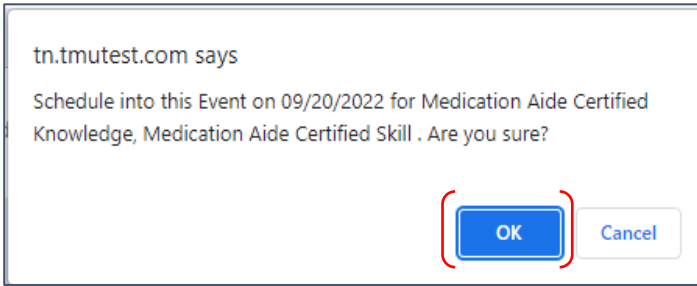 tn.tmutest.com says
Schedule into this Event on 09/20/2022 for Medication Aide Certified
Knowledge, Medication Aide Certified Skill . Are you sure?
OK
Cancel